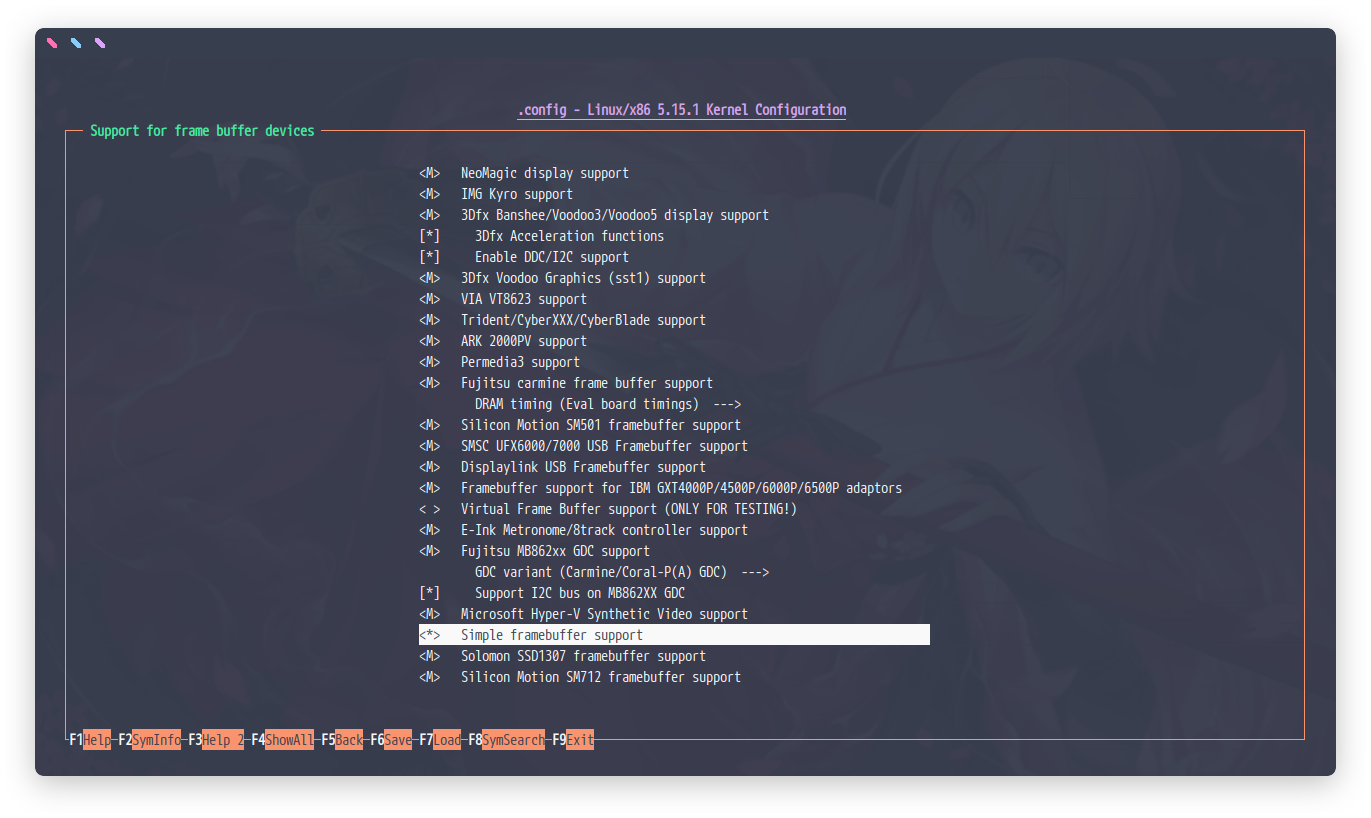 .config - Linux/x86 5.15.1 Kernel Configuration
Support for frame buffer devices
<M> NeoMagic display support
<M> IMG Kyro support
<M> 3Dfx Banshee/Voodoo3/Voodoo5 display support
[*] 3Dfx Acceleration functions
[*] Enable DDC/I2C support
<M> 3Dfx Voodoo Graphics (sst1) support
<M> VIA VT8623 support
<M> Trident/CyberXXX/CyberBlade support
<M> ARK 2000PV support
<M> Permedia3 support
<M> Fujitsu carmine frame buffer support
DRAM timing (Eval board timings) --->
<M> Silicon Motion SM501 framebuffer support
<M> SMSC UFX6000/7000 USB Framebuffer support
<M> Displaylink USB Framebuffer support
<M> Framebuffer support for IBM GXT4000P/4500P/6000P/6500P adaptors
< > Virtual Frame Buffer support (ONLY FOR TESTING!)
<M> E-Ink Metronome/8track controller support
<M> Fujitsu MB862xx GDC support
GDC variant (Carmine/Coral-P(A) GDC) --->
[*] Support I2C bus on MB862XX GDC
<M> Microsoft Hyper-V Synthetic Video support
<*> Simple framebuffer support
<M> Solomon SSD1307 framebuffer support
<M> Silicon Motion SM712 framebuffer support
F1Help F2SymInfo F3Help 2 F4ShowAll F5Back F6Save F7Load F8SymSearch F9Exit